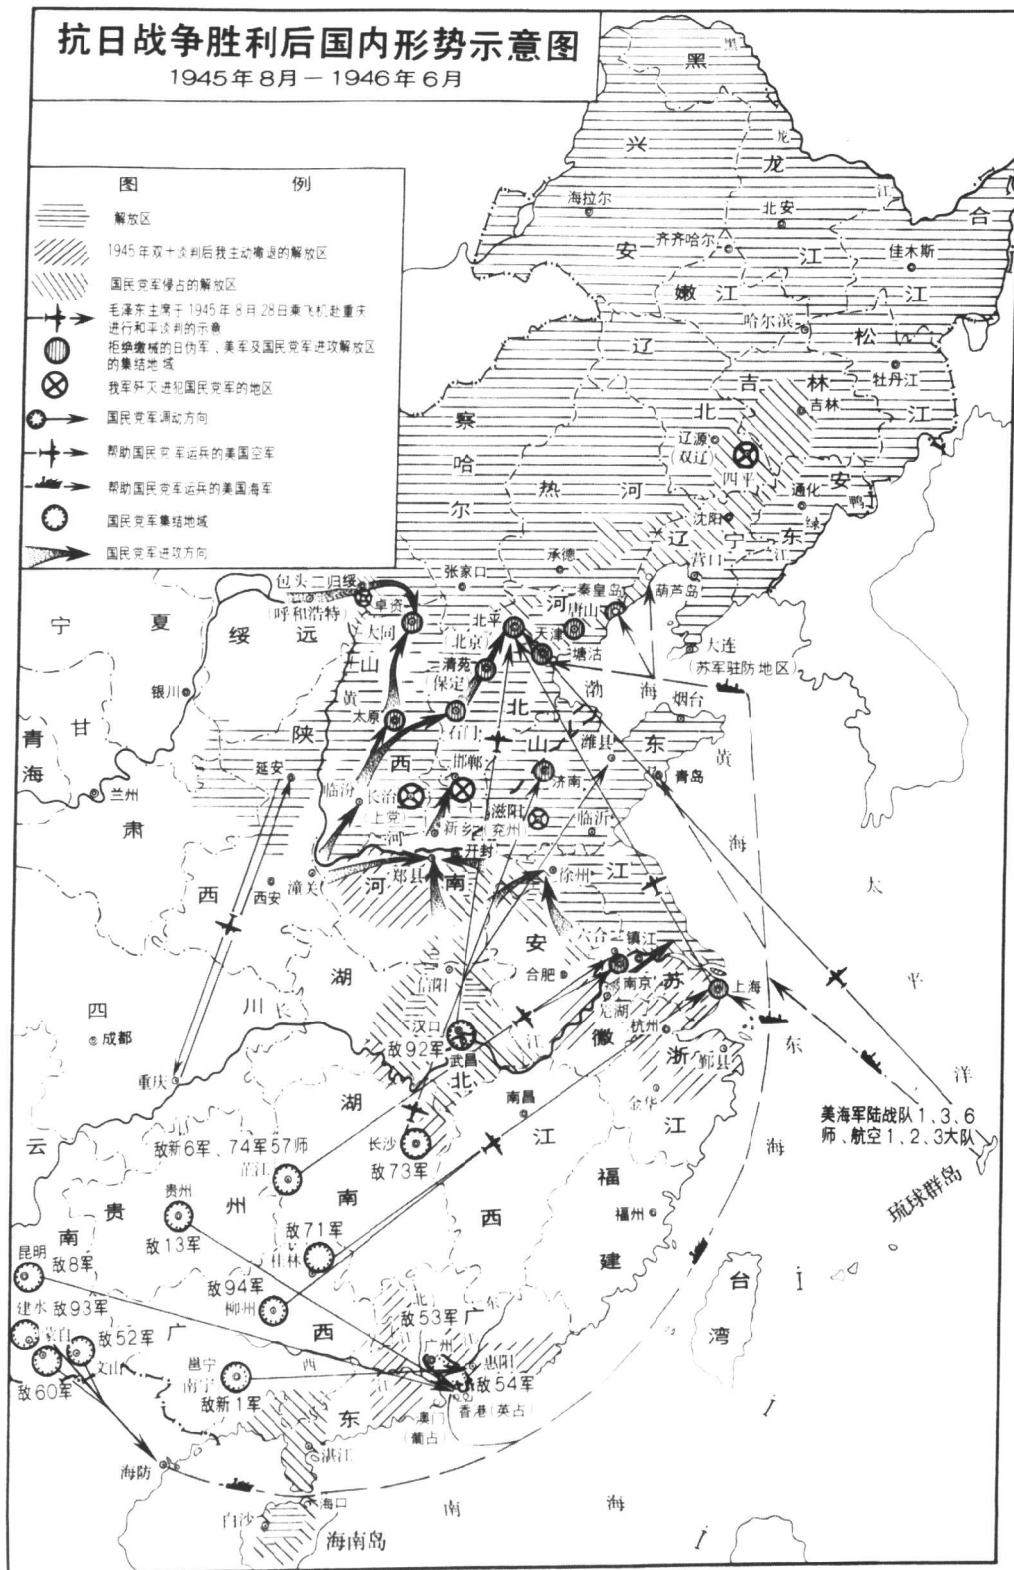 抗日战争胜利后国内形势示意图
1945年8月－1946年6月
图 例
解放区
1945年双十谈判后我主动撤退的解放区
国民党军侵占的解放区
毛泽东主席于1945年8月28日乘飞机赴重庆
进行和平谈判的示意
拒绝缴械的日伪军、美军及国民党军进攻解放区
的集结地域
我军歼灭进犯国民党军的地区
国民党军调动方向
帮助国民党军运兵的美国空军
帮助国民党军运兵的美国海军
国民党军集结地域
国民党军进攻方向
黑
黑
龙
龙
江
江
兴
安
海拉尔
北安
齐齐哈尔
合
江
佳木斯
嫩江
哈尔滨
松
江
牡丹江
辽
北
吉林
吉林
辽源
(双辽)
四平
察
哈
尔
热河
通化
安
东
鸭
绿
江
沈阳
辽宁
营口
承德
张家口
秦皇岛
葫芦岛
包头
归绥
(呼和浩特)
卓资
大同
河
北
唐山
北平
(北京)
天津
塘沽
大连
(苏军驻防地区)
宁夏
绥远
山
西
黄
河
清苑
(保定)
渤海
烟台
银川
太原
石门
潍县
山
东
黄
海
青
海
甘
肃
陕
西
邯郸
济南
青岛
延安
临汾
长治
(上党)
滋阳
(兖州)
临沂
兰州
新乡
开封
郑县
潼关
河南
徐州
江
苏
西安
太
平
洋
湖
北
安
徽
信阳
合肥
六合
镇江
南京
芜湖
上海
四川
长
江
成都
重庆
汉口
敌92军
武昌
杭州
浙
江
鄞县
东
海
南昌
金华
美海军陆战队1、3、6
师、航空1、2、3大队
琉球群岛
云
南
湖
南
敌新6军、74军57师
芷江
长沙
敌73军
江
西
贵
州
贵州
敌13军
福
建
福州
敌71军
桂林
昆明
敌8军
敌94军
柳州
建水
敌93军
蒙自
敌52军
文山
敌60军
广
西
邕宁
南宁
敌新1军
西
江
北
江
东
江
敌53军
广
东
广州
惠阳
敌54军
香港(英占)
澳门
(葡占)
台
湾
海防
湛江
海口
白沙
海南岛
南
海